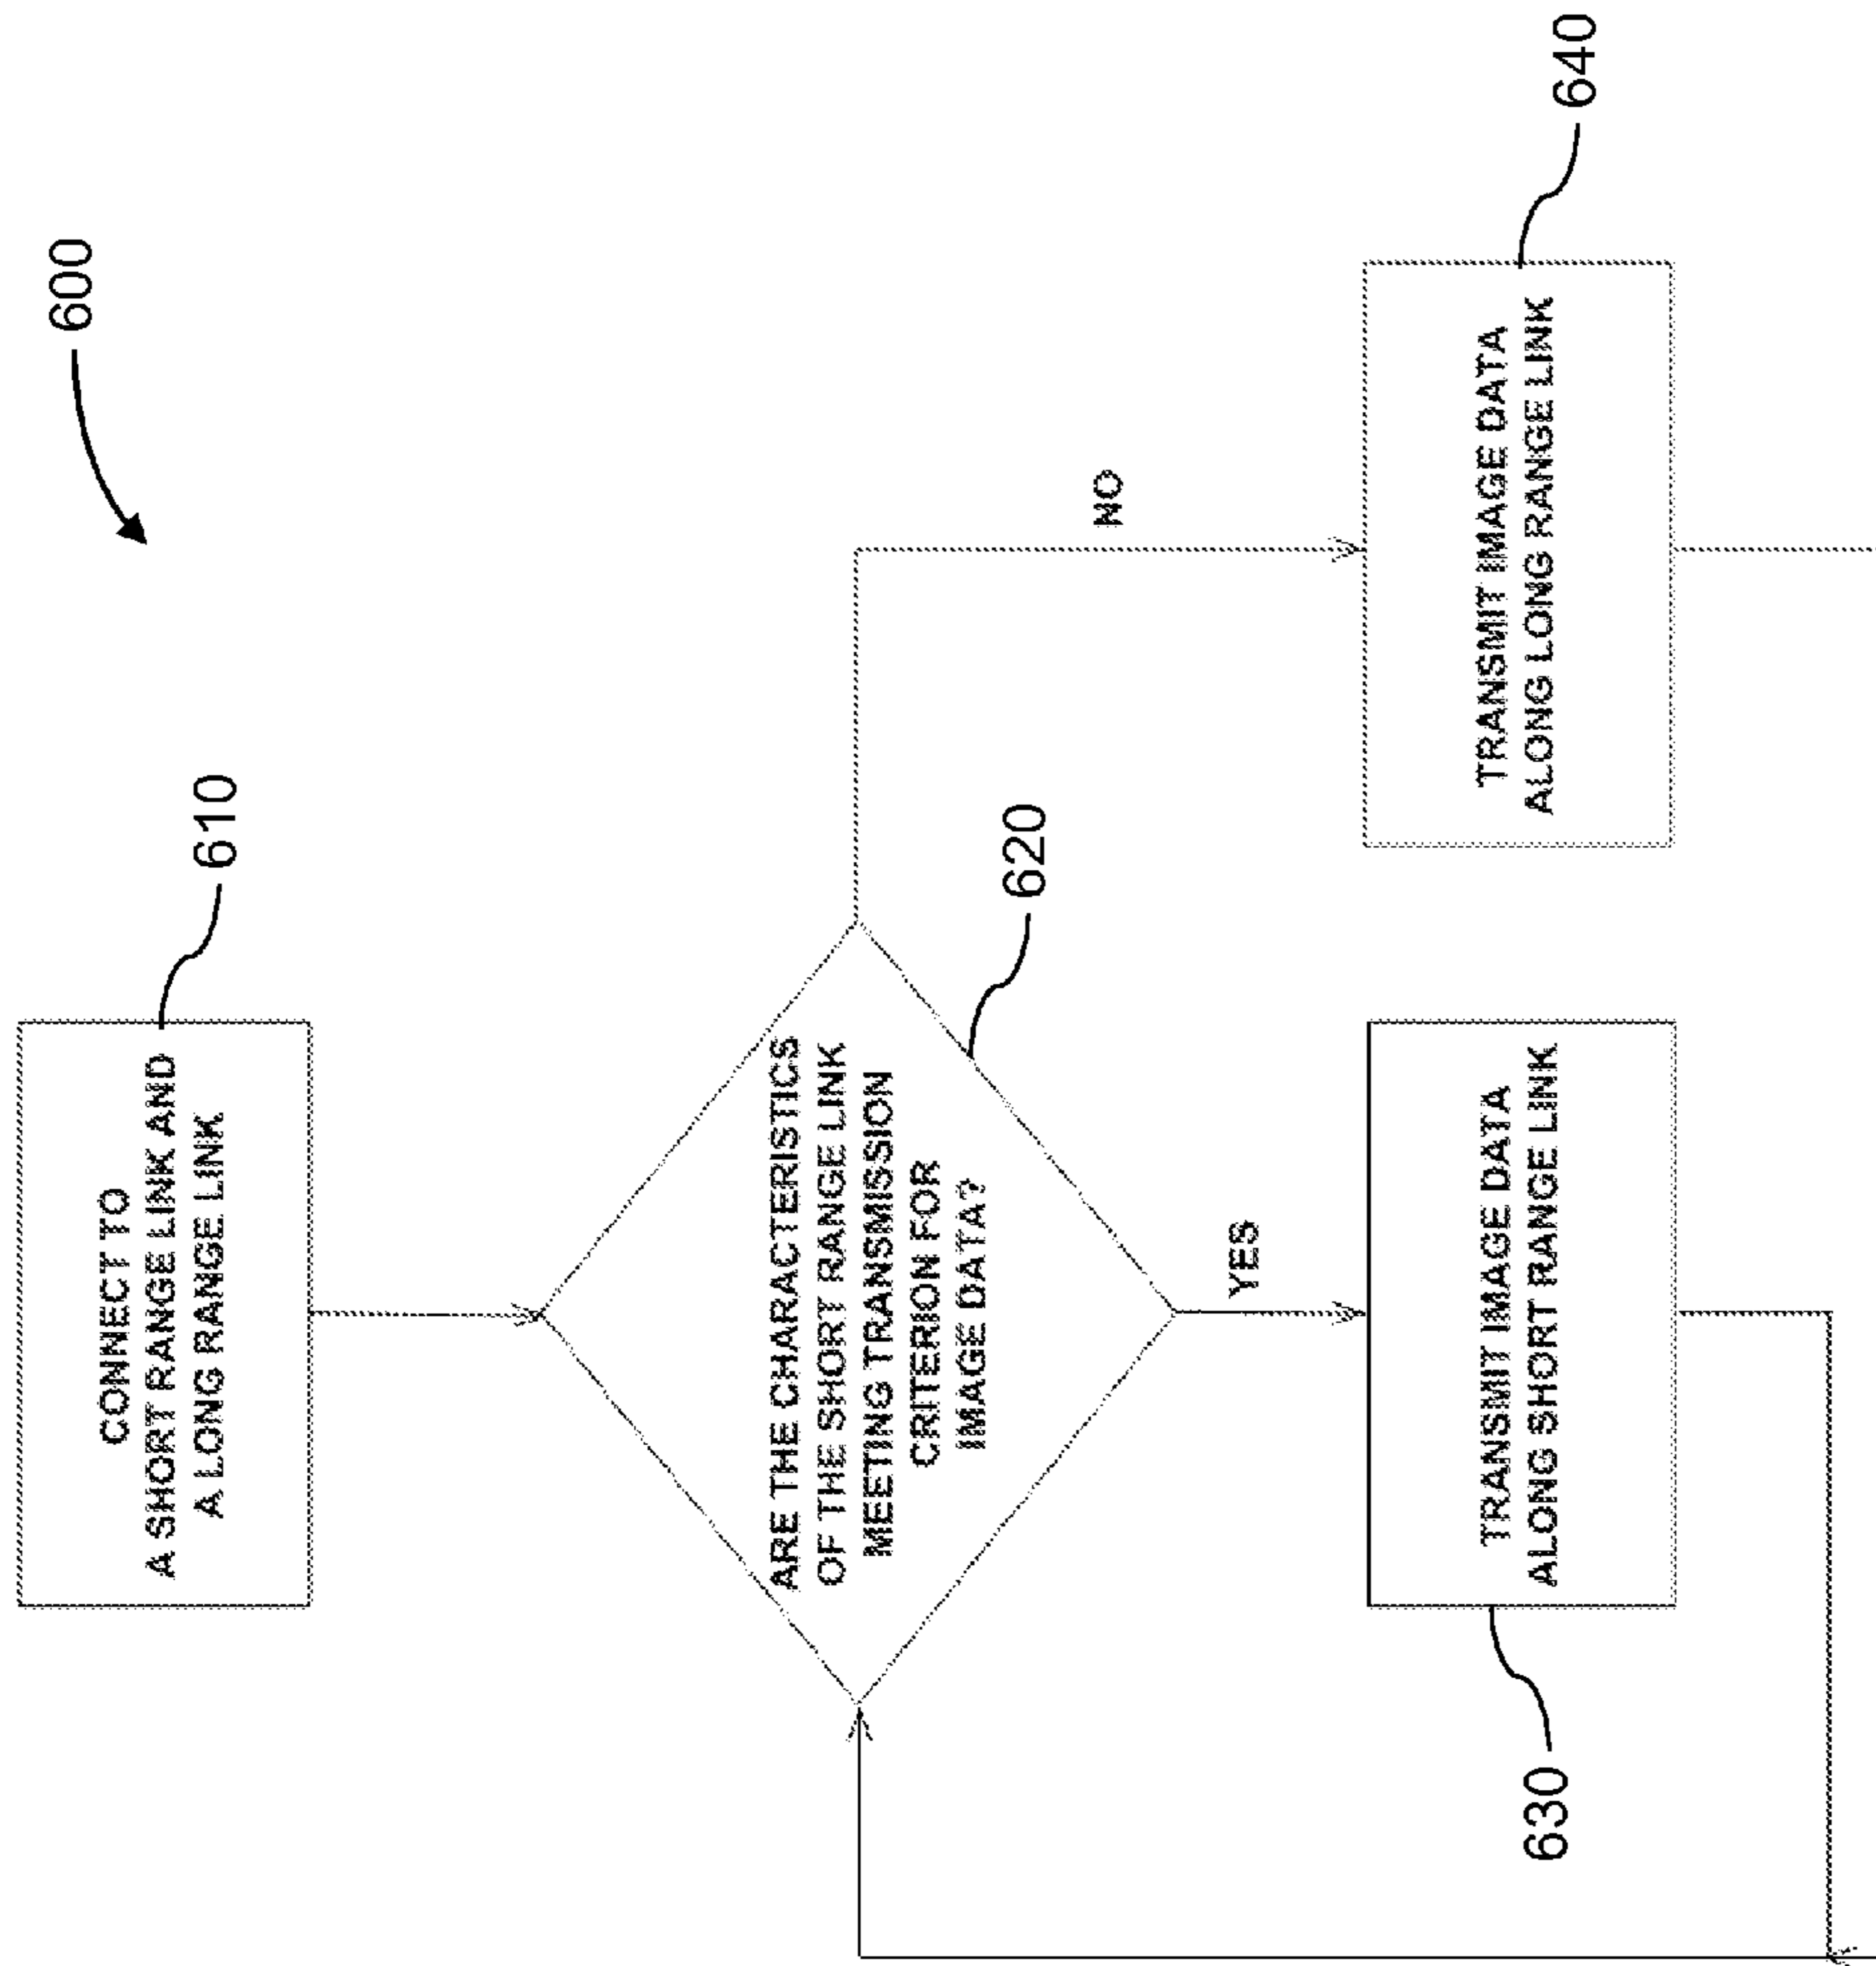 600
CONNECT TO
A SHORT RANGE LINK AND
A LONG RANGE LINK
610
ARE THE CHARACTERISTICS
OF THE SHORT RANGE LINK
MEETING TRANSMISSION
CRITERION FOR
IMAGE DATA?
620
NO
YES
TRANSMIT IMAGE DATA
ALONG SHORT RANGE LINK
630
TRANSMIT IMAGE DATA
ALONG LONG RANGE LINK
640